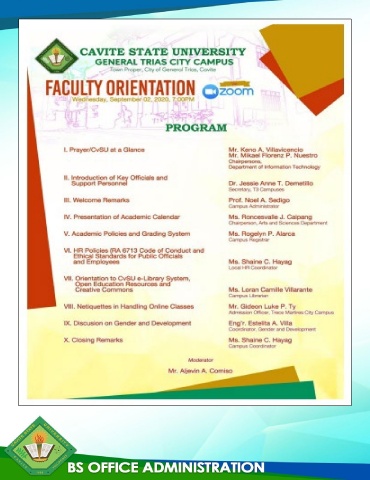 CAVITE STATE UNIVERSITY
GENERAL TRIAS CITY CAMPUS
Town Proper, City of General Trias, Cavite
FACULTY ORIENTATION
zoom
Wednesday, September 02, 2020, 7:00PM
PROGRAM
I. Prayer/CvSU at a Glance
Mr. Keno A. Villavicencio
Mr. Mikael Florenz P. Nuestro
Chairpersons,
Department of Information Technology
II. Introduction of Key Officials and
Support Personnel
Dr. Jessie Anne T. Demetillo
Secretary, T3 Campuses
III. Welcome Remarks
Prof. Noel A. Sedigo
Campus Administrator
IV. Presentation of Academic Calendar
Ms. Roncesvalle J. Caipang
Chairperson, Arts and Sciences Department
V. Academic Policies and Grading System
Ms. Rogelyn P. Alarca
Campus Registrar
VI. HR Policies (RA 6713 Code of Conduct and
Ethical Standards for Public Officials
and Employees
Ms. Shaine C. Hayag
Local HR Coordinator
VII. Orientation to CvSU e-Library System,
Open Education Resources and
Creative Commons
Ms. Loran Camille Villarante
Campus Librarian
VIII. Netiquettes in Handling Online Classes
Mr. Gideon Luke P. Ty
Admission Officer, Trece Martires City Campus
IX. Discusion on Gender and Development
Eng'r. Estelita A. Villa
Coordinator, Gender and Development
X. Closing Remarks
Ms. Shaine C. Hayag
Campus Coordinator
Moderator
Mr. Aljevin A. Comiso
BS OFFICE ADMINISTRATION